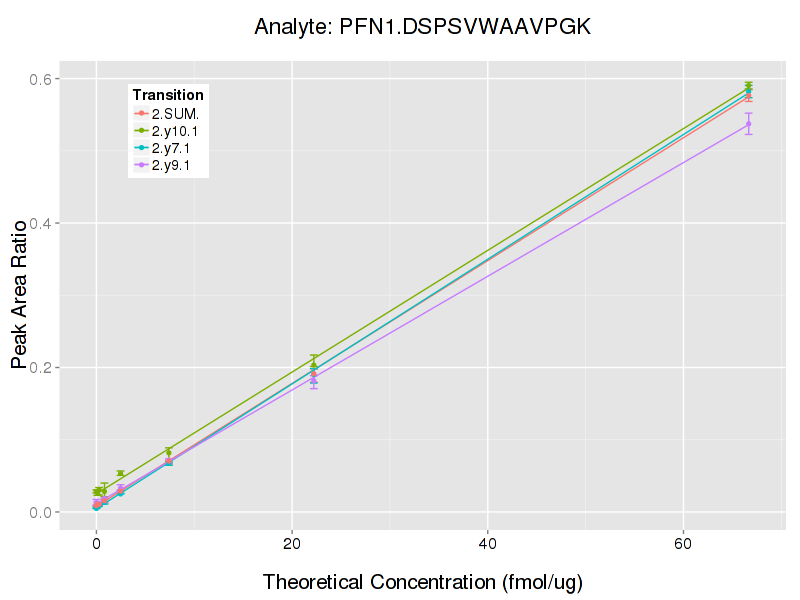 Analyte: PFN1.DSPSVWAAVPGK
Transition
2.SUM.
2.y10.1
2.y7.1
2.y9.1
Peak Area Ratio
0.6
0.4
0.2
0.0
0
20
40
60
Theoretical Concentration (fmol/ug)